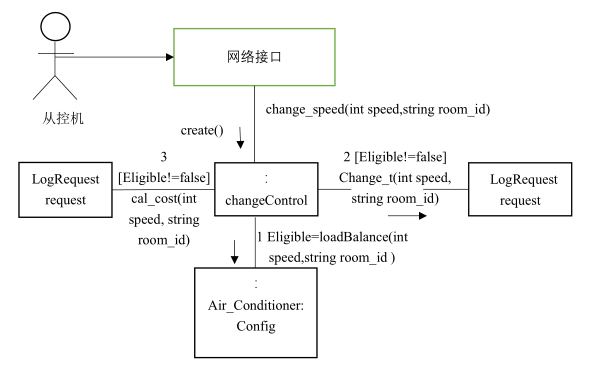 网络接口
从控机
change_speed(int speed,string room_id)
create()
3
[Eligible!=false]
cal_cost(int
speed, string
room_id)
2 [Eligible!=false]
Change_t(int speed,
string room_id)
LogRequest
request
:
changeControl
LogRequest
request
1 Eligible=loadBalance(int
speed,string room_id )
:
Air_Conditioner:
Config